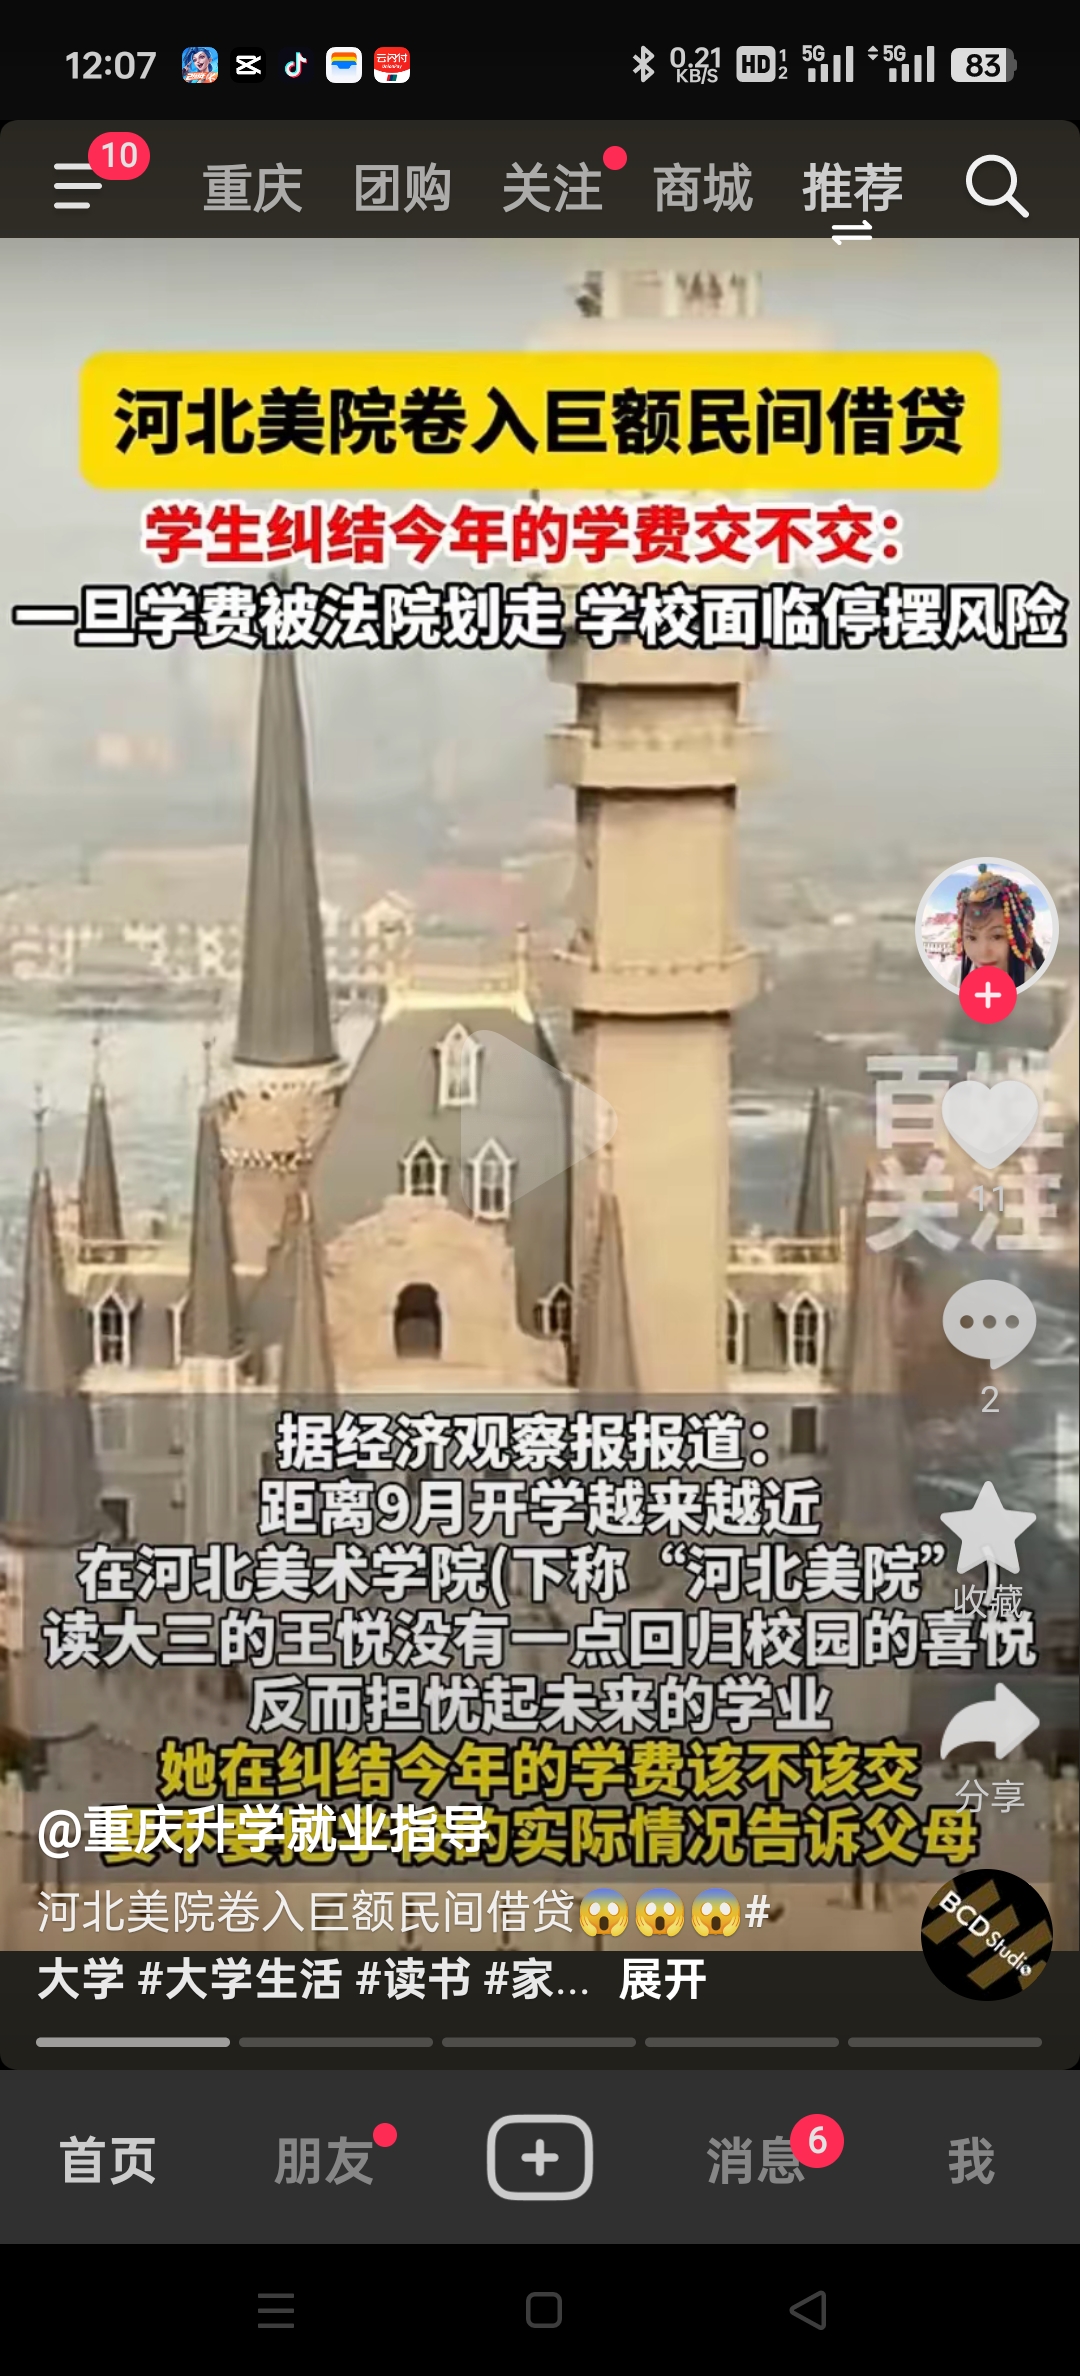 12:07
0.21
KB/S
HD
1
2
5G
5G
83
10
重庆
团购
关注
商城
推荐
河北美院卷入巨额民间借贷
学生纠结今年的学费交不交：
一旦学费被法院划走 学校面临停摆风险
百姓
关注
11
2
收藏
分享
据经济观察报报道：
距离9月开学越来越近
在河北美术学院(下称“河北美院”)
读大三的王悦没有一点回归校园的喜悦
反而担忧起未来的学业
她在纠结今年的学费该不该交
的实际情况告诉父母
@重庆升学就业指导
河北美院卷入巨额民间借贷😱😱😱#
大学 #大学生活 #读书 #家... 展开
BCD Studio
首页
朋友
消息
6
我